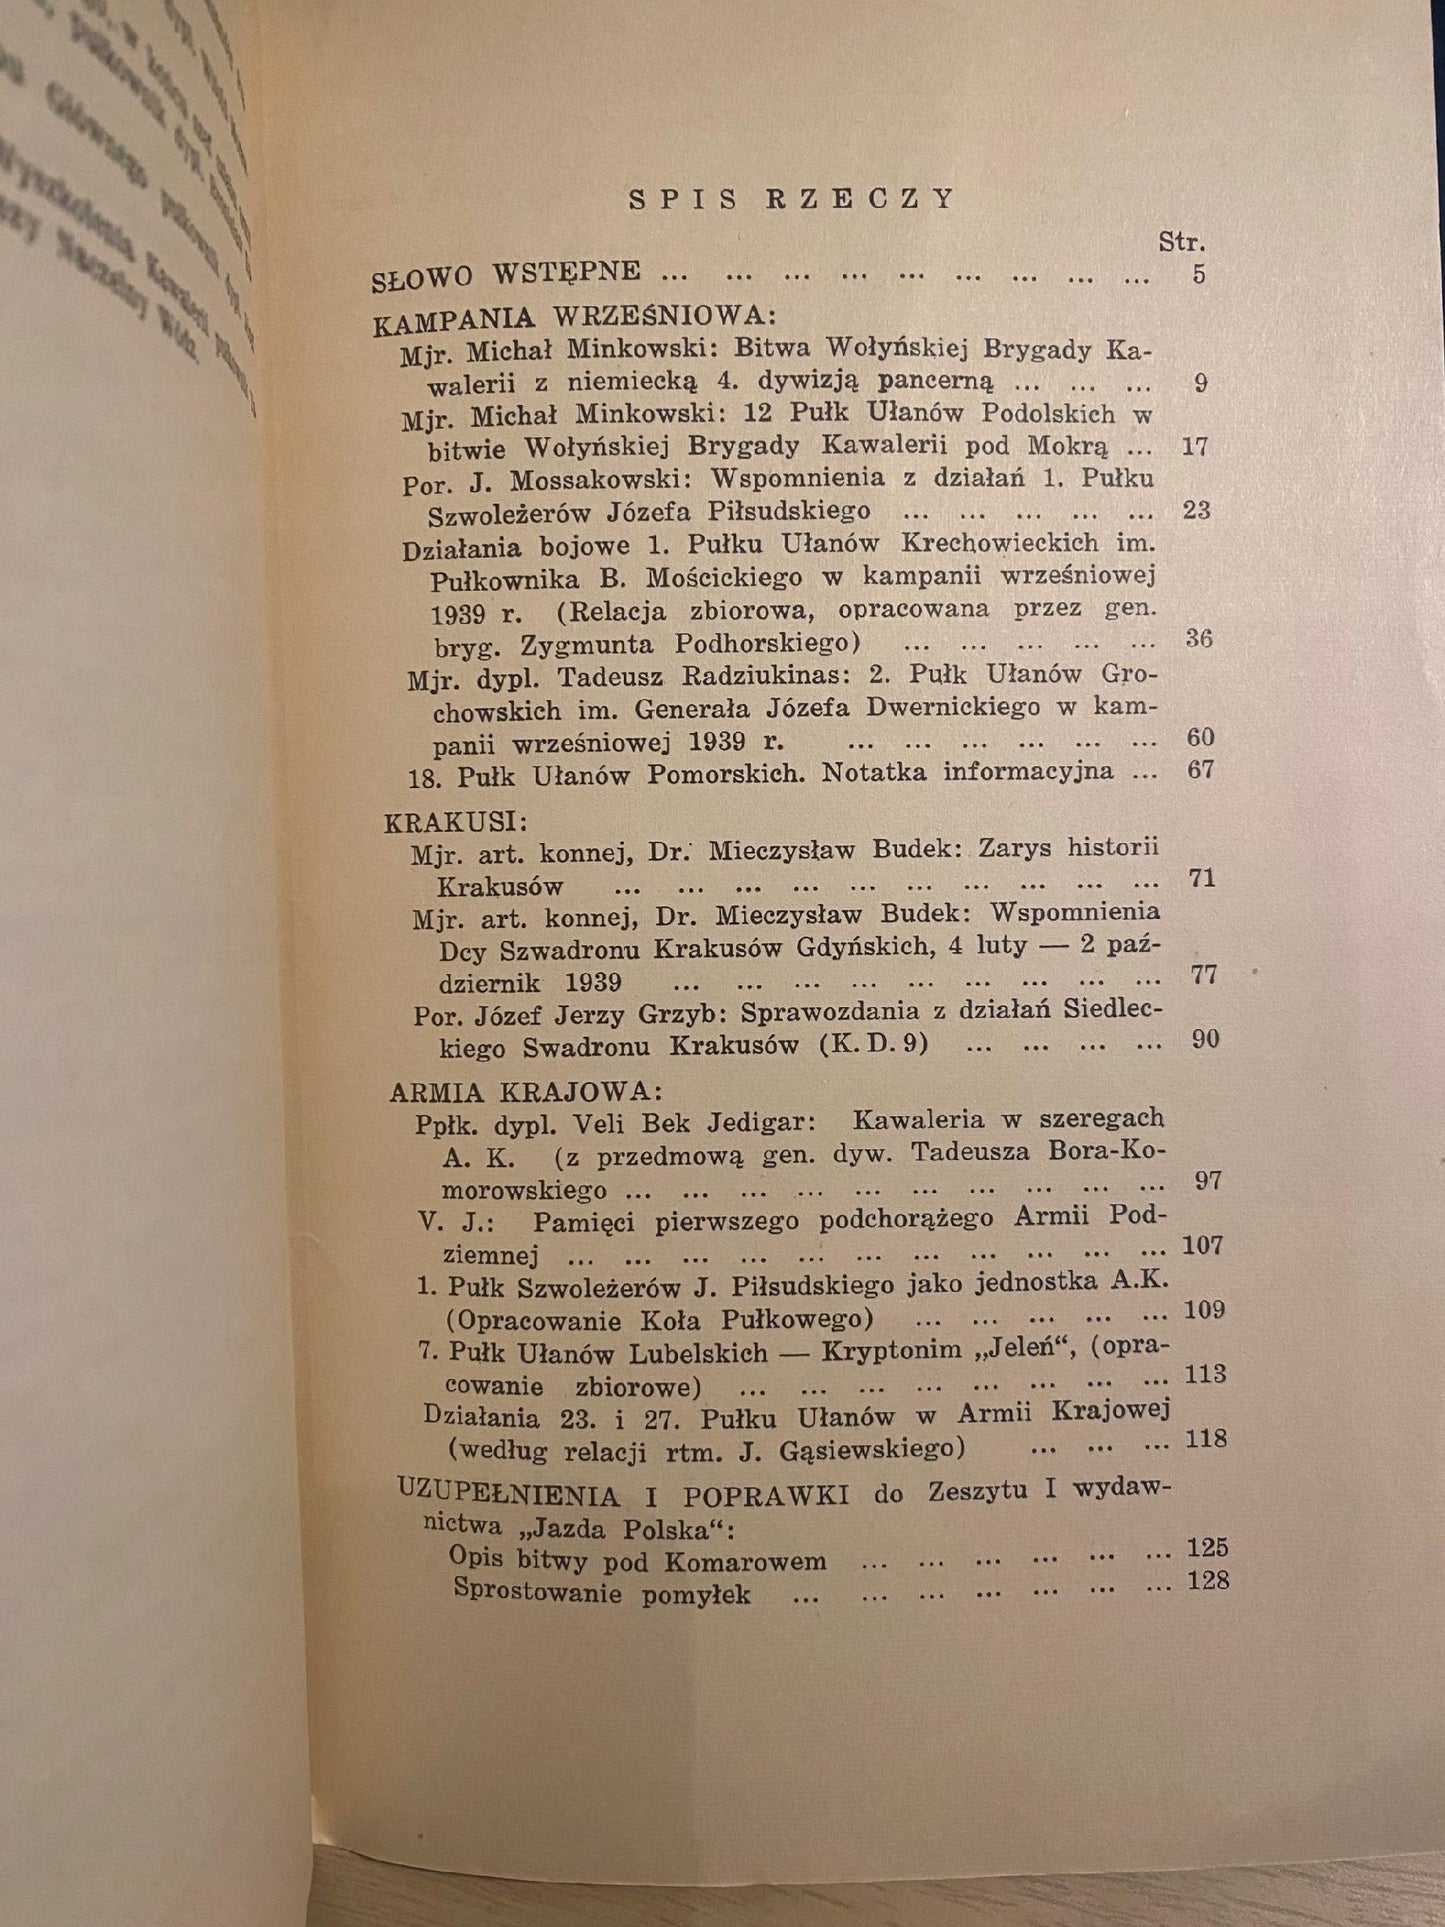 Głównego
Wyszkolenia
Naczelny
SPIS RZECZY
Str.
SŁOWO WSTĘPNE ... ... ... ... ... ... ... ... ... 5
KAMPANIA WRZEŚNIOWA:
Mjr. Michał Minkowski: Bitwa Wołyńskiej Brygady Ka-
walerii z niemiecką 4. dywizją pancerną ... ... ... 9
Mjr. Michał Minkowski: 12 Pułk Ułanów Podolskich w
bitwie Wołyńskiej Brygady Kawalerii pod Mokrą ... 17
Por. J. Mossakowski: Wspomnienia z działań 1. Pułku
Szwoleżerów Józefa Piłsudskiego ... ... ... ... ... 23
Działania bojowe 1. Pułku Ułanów Krechowieckich im.
Pułkownika B. Mościckiego w kampanii wrześniowej
1939 r. (Relacja zbiorowa, opracowana przez gen.
bryg. Zygmunta Podhorskiego) ... ... ... ... ... 36
Mjr. dypl. Tadeusz Radziukinas: 2. Pułk Ułanów Gro-
chowskich im. Generała Józefa Dwernickiego w kam-
panii wrześniowej 1939 r. ... ... ... ... ... ... 60
18. Pułk Ułanów Pomorskich. Notatka informacyjna ... 67
KRAKUSI:
Mjr. art. konnej, Dr. Mieczysław Budek: Zarys historii
Krakusów ... ... ... ... ... ... ... ... ... ... 71
Mjr. art. konnej, Dr. Mieczysław Budek: Wspomnienia
Dcy Szwadronu Krakusów Gdyńskich, 4 luty — 2 paź-
dziernik 1939 ... ... ... ... ... ... ... ... ... 77
Por. Józef Jerzy Grzyb: Sprawozdania z działań Siedlec-
kiego Swadronu Krakusów (K. D. 9) ... ... ... ... 90
ARMIA KRAJOWA:
Ppłk. dypl. Veli Bek Jedigar: Kawaleria w szeregach
A. K. (z przedmową gen. dyw. Tadeusza Bora-Ko-
morowskiego ... ... ... ... ... ... ... ... ... ... 97
V. J.: Pamięci pierwszego podchorążego Armii Pod-
ziemnej ... ... ... ... ... ... ... ... ... ... ... 107
1. Pułk Szwoleżerów J. Piłsudskiego jako jednostka A.K.
(Opracowanie Koła Pułkowego) ... ... ... ... ... 109
7. Pułk Ułanów Lubelskich — Kryptonim „Jeleń“, (opra-
cowanie zbiorowe) ... ... ... ... ... ... ... ... 113
Działania 23. i 27. Pułku Ułanów w Armii Krajowej
(według relacji rtm. J. Gąsiewskiego) ... ... ... 118
UZUPEŁNIENIA I POPRAWKI do Zeszytu I wydaw-
nictwa „Jazda Polska“:
Opis bitwy pod Komarowem ... ... ... ... ... ... 125
Sprostowanie pomyłek ... ... ... ... ... ... ... 128